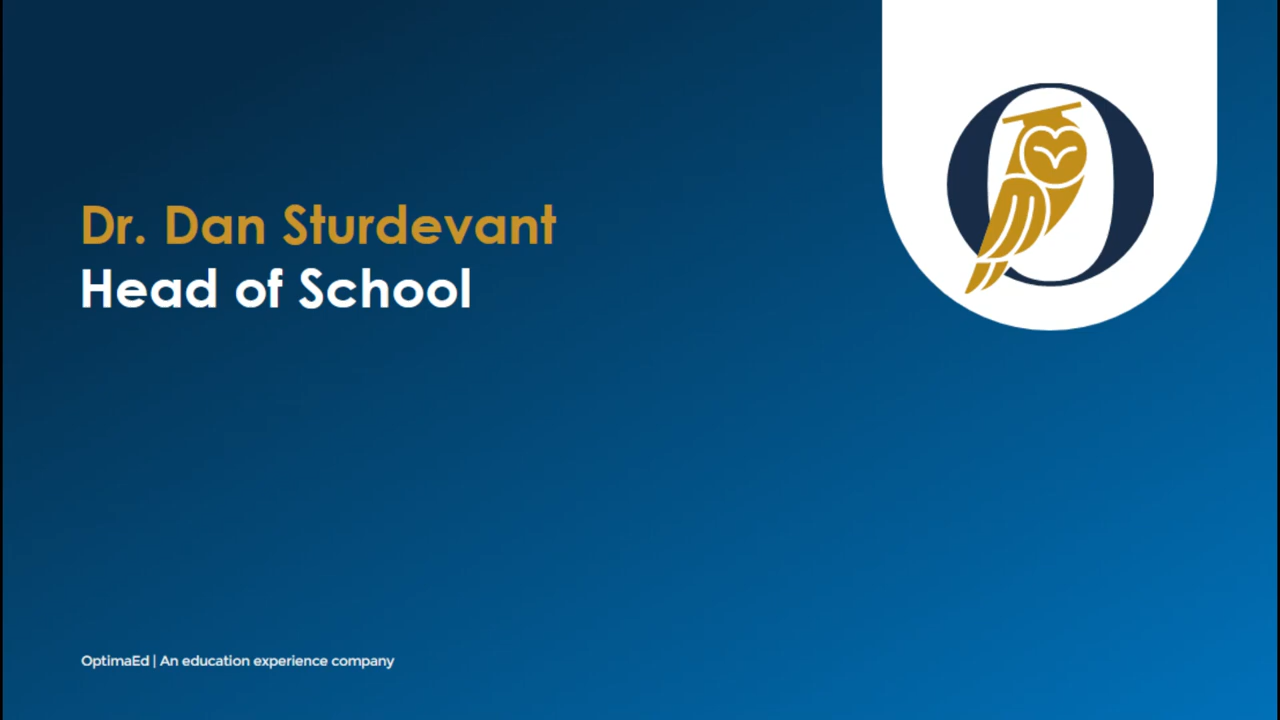 Dr. Dan Sturdevant
Head of School
OptimaEd | An education experience company